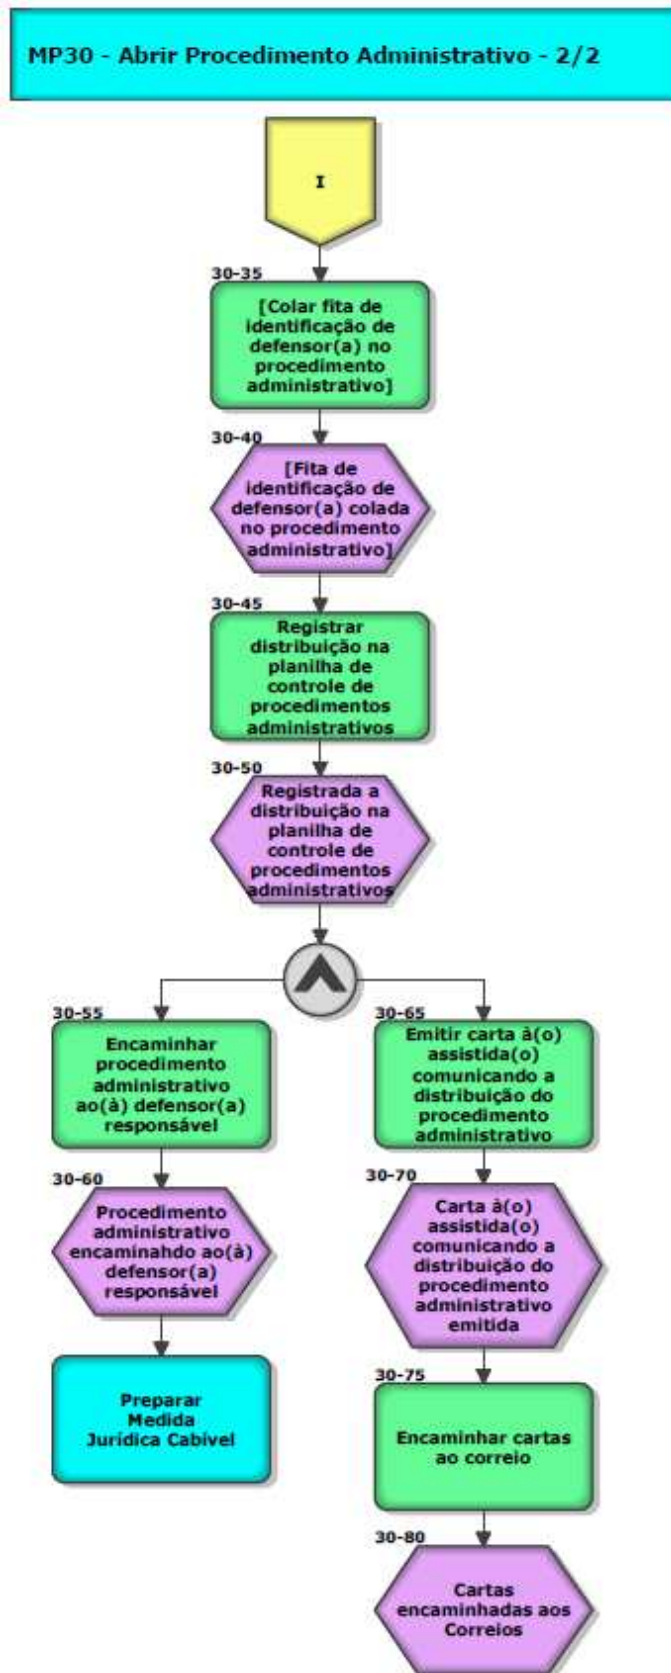 MP30 - Abrir Procedimento Administrativo - 2/2
I
30-35
[Colar fita de
identificação de
defensor(a) no
procedimento
administrativo]
30-40
[Fita de
identificação de
defensor(a) colada
no procedimento
administrativo]
30-45
Registrar
distribuição na
planilha de
controle de
procedimentos
administrativos
30-50
Registrada a
distribuição na
planilha de
controle de
procedimentos
administrativos
30-55
Encaminhar
procedimento
administrativo
ao(à) defensor(a)
responsável
30-60
Procedimento
administrativo
encaminahdo ao(à)
defensor(a)
responsável
Preparar
Medida
Jurídica Cabível
30-65
Emitir carta à(o)
assistida(o)
comunicando a
distribuição do
procedimento
administrativo
30-70
Carta à(o)
assistida(o)
comunicando a
distribuição do
procedimento
administrativo
emitida
30-75
Encaminhar cartas
ao correio
30-80
Cartas
encaminhadas aos
Correios